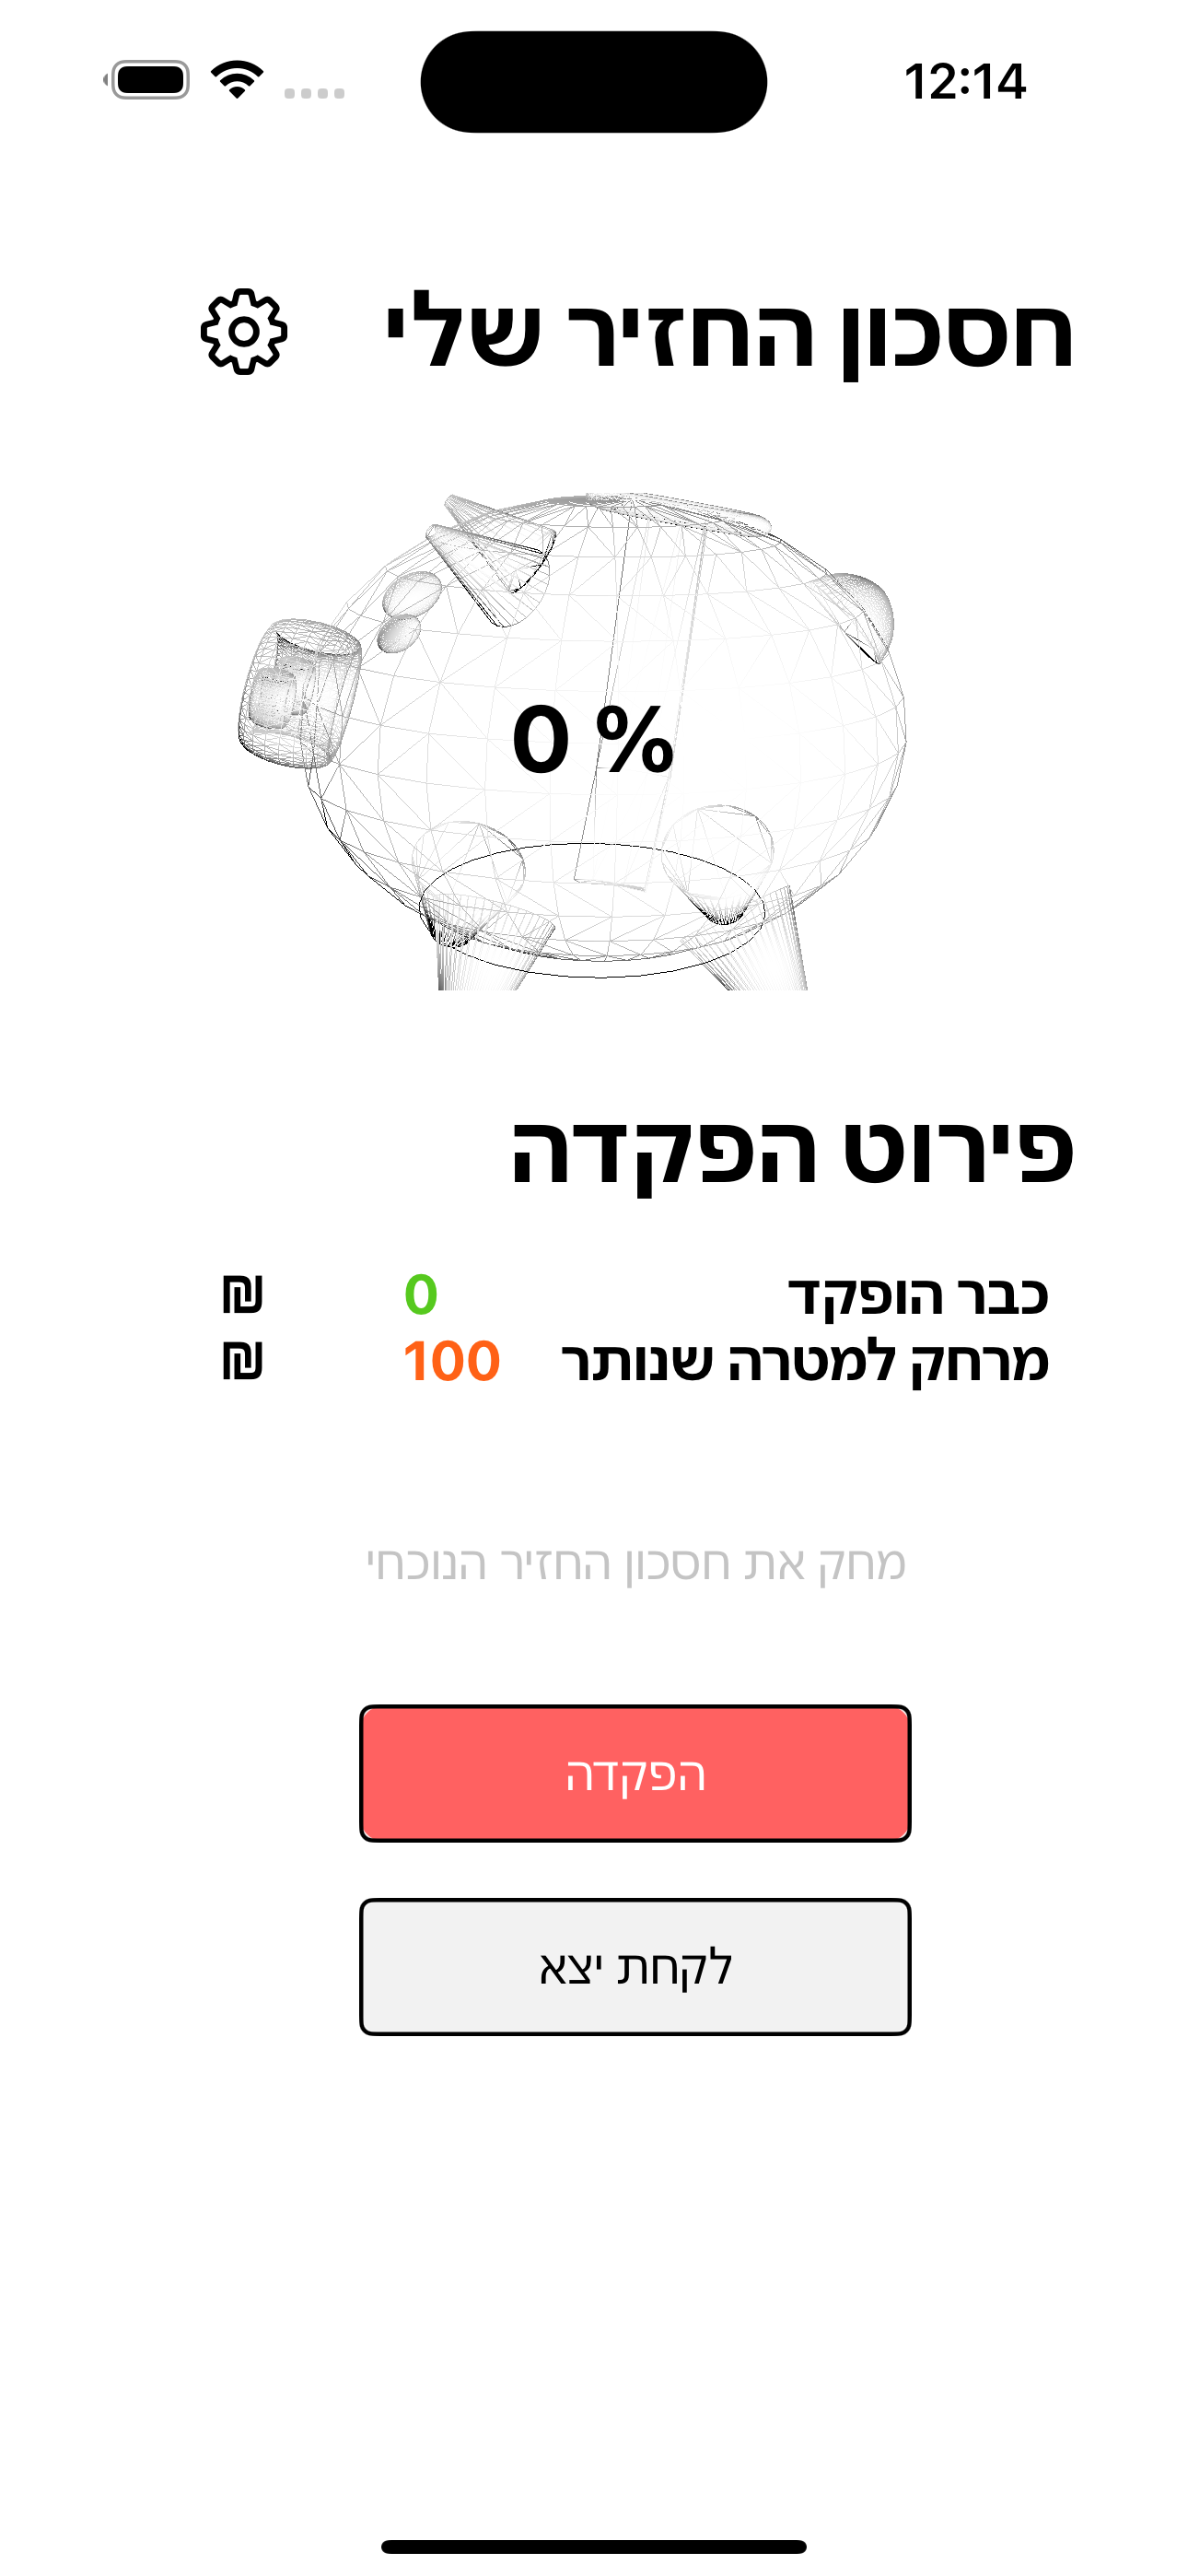 12:14
חסכון החזיר שלי
0 %
פירוט הפקדה
כבר הופקד 0 ₪
מרחק למטרה שנותר 100 ₪
מחק את חסכון החזיר הנוכחי
הפקדה
לקחת יצא